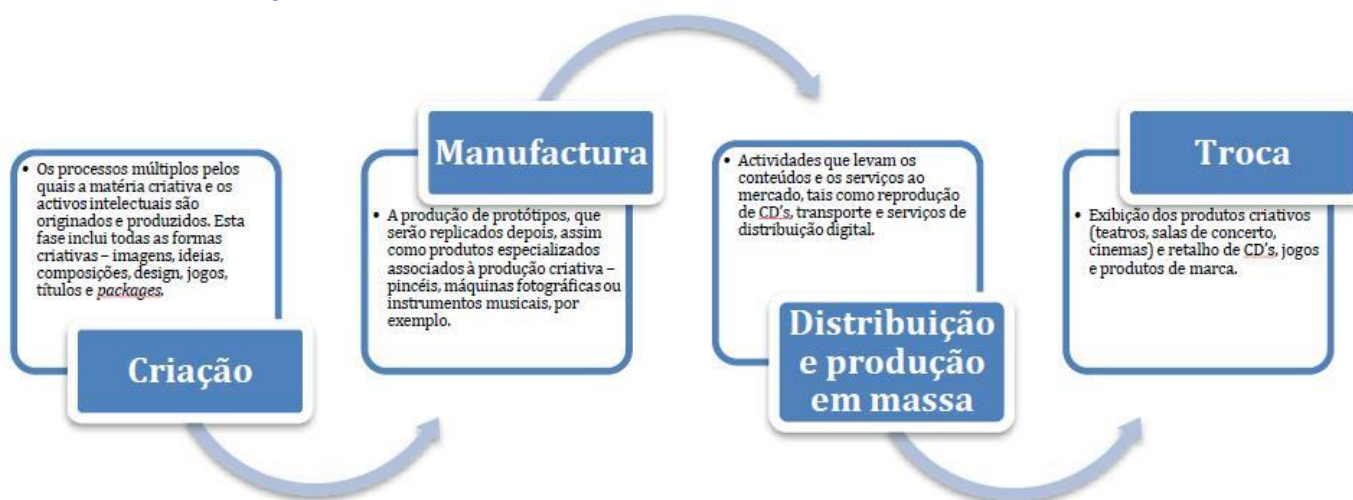 • Os processos múltiplos pelos
quais a matéria criativa e os
activos intelectuais são
originados e produzidos. Esta
fase inclui todas as formas
criativas – imagens, ideias,
composições, design, jogos,
títulos e packages.
Criação
Manufactura
• A produção de protótipos, que
serão replicados depois, assim
como produtos especializados
associados à produção criativa –
pincéis, máquinas fotográficas ou
instrumentos musicais, por
exemplo.
• Actividades que levam os
conteúdos e os serviços ao
mercado, tais como reprodução
de CD's, transporte e serviços de
distribuição digital.
Distribuição
e produção
em massa
Troca
• Exibição dos produtos criativos
(teatros, salas de concerto,
cinemas) e retalho de CD's, jogos
e produtos de marca.